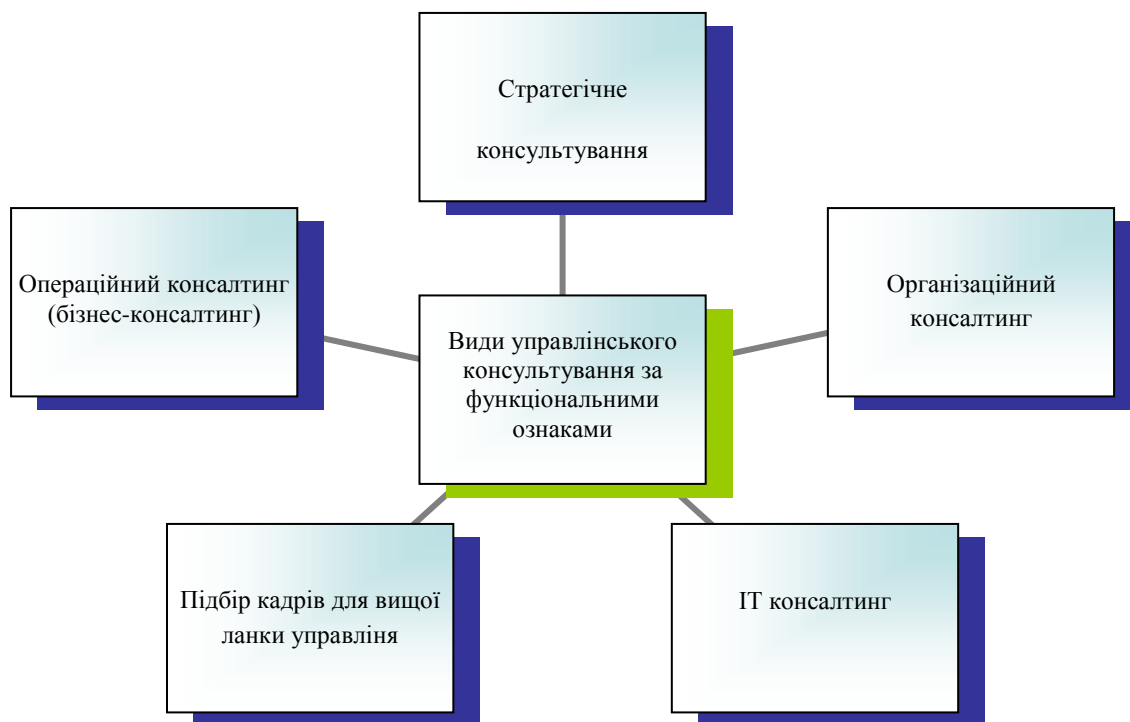 Стратегічне
консультування
Операційний консалтинг
(бізнес-консалтинг)
Організаційний
консалтинг
Види управлінського
консультування за
функціональними
ознаками
Підбір кадрів для вищої
ланки управліня
ІТ консалтинг